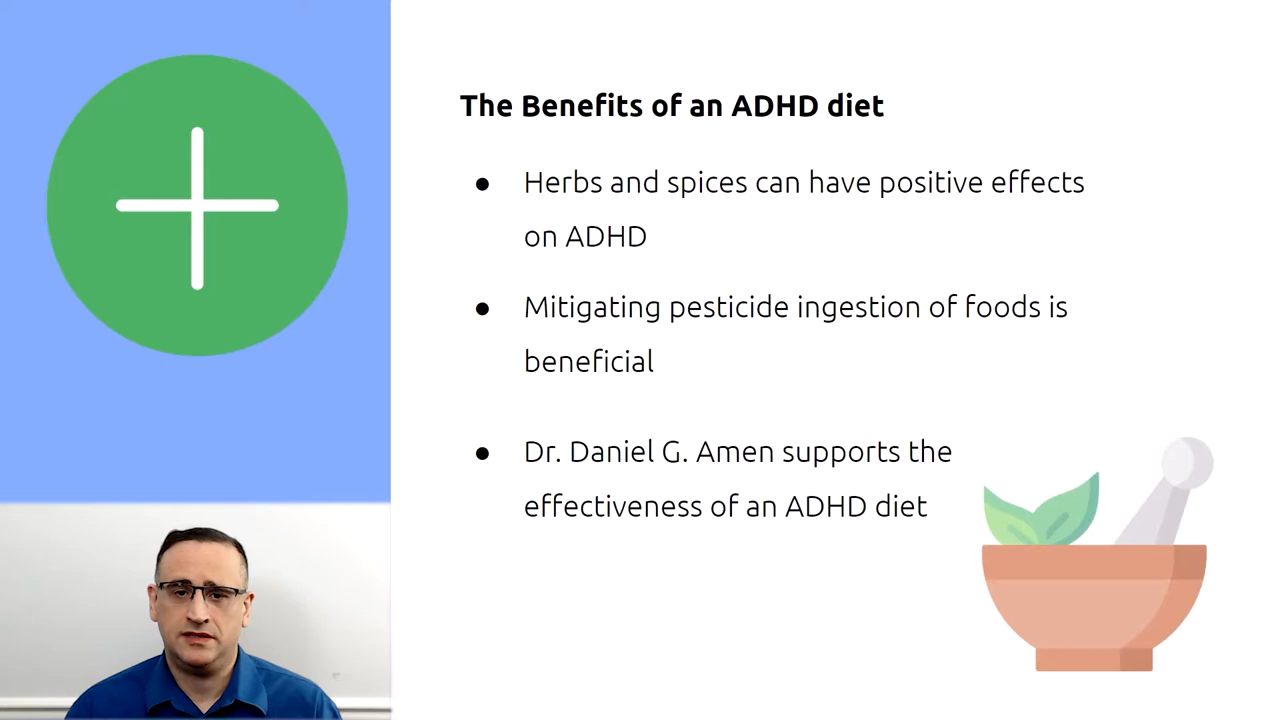 The Benefits of an ADHD diet
● Herbs and spices can have positive effects
on ADHD
● Mitigating pesticide ingestion of foods is
beneficial
● Dr. Daniel G. Amen supports the
effectiveness of an ADHD diet